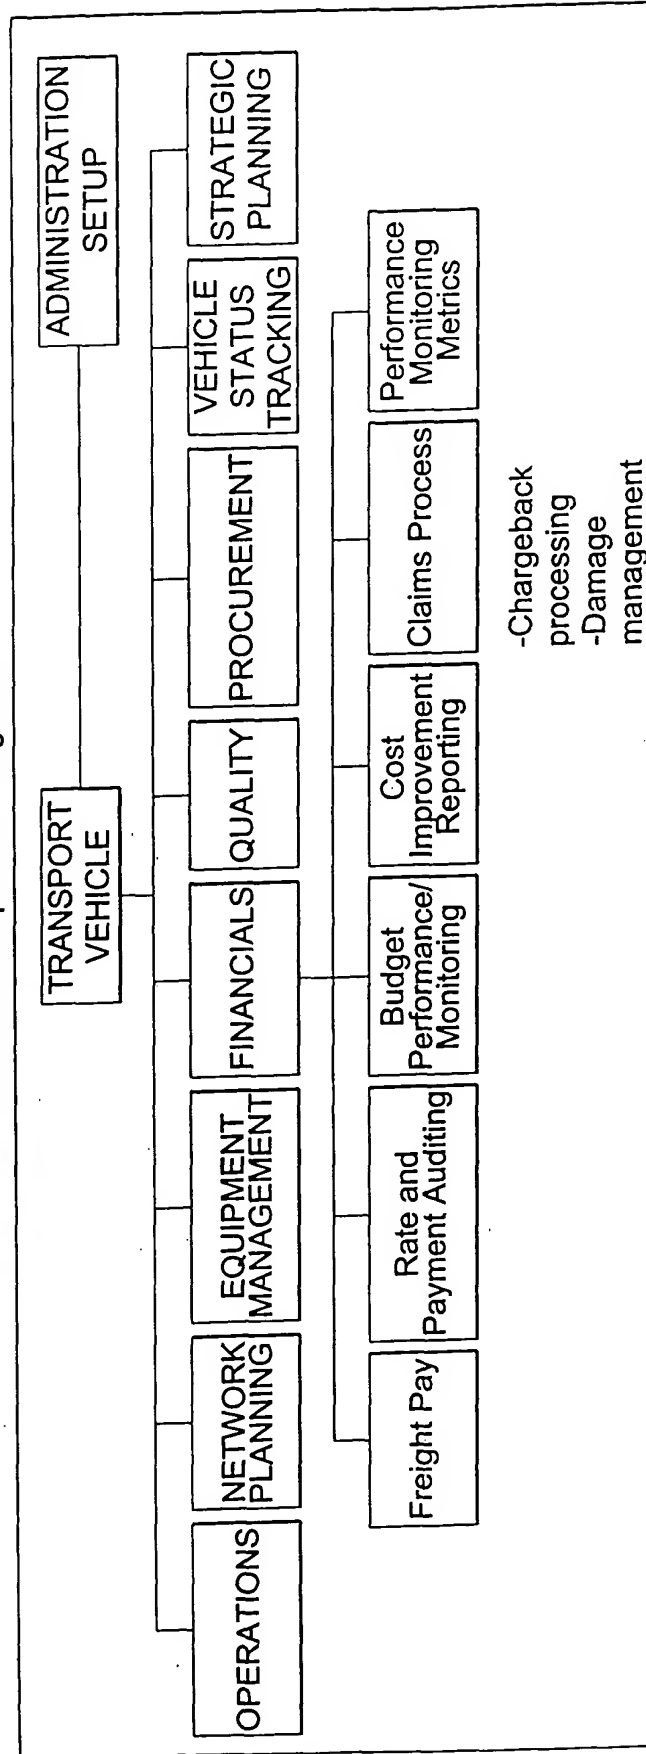 TRANSPORT
VEHICLE
ADMINISTRATION
SETUP
OPERATIONS
NETWORK
PLANNING
EQUIPMENT
MANAGEMENT
FINANCIALS
QUALITY
PROCUREMENT
VEHICLE
STATUS
TRACKING
STRATEGIC
PLANNING
Freight Pay
Rate and
Payment Auditing
Budget
Performance/
Monitoring
Cost
Improvement
Reporting
Claims Process
Performance
Monitoring
Metrics
-Chargeback
processing
-Damage
management